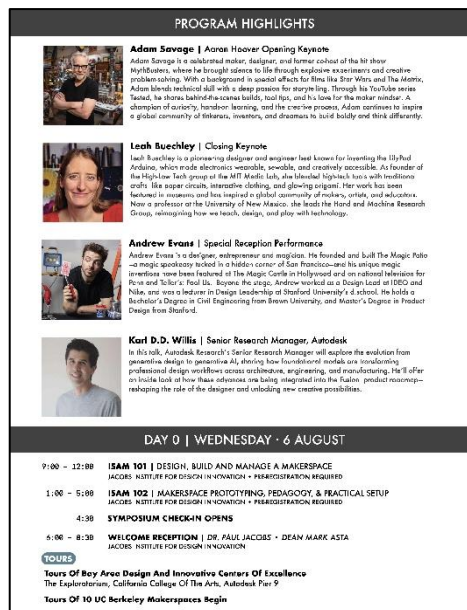 PROGRAM HIGHLIGHTS
Adam Savage | Aaron Hoover Opening Keynote
Adam Savage is a celebrated maker, designer, and former co-host of the hit show
MythBusters, where he brought science to life through explosive experiments and creative
problem-solving. With a background in special effects for films like Star Wars and The Matrix,
Adam blends technical skill with a deep passion for storytelling. Through his YouTube series
Tested, he shares behind-the-scenes builds, tool tips, and his love for the maker mindset. A
champion of curiosity, hands-on learning, and the creative process, Adam continues to inspire
a global community of tinkerers, inventors, and dreamers to build boldly and think differently.
Leah Buechley | Closing Keynote
Leah Buechley is a pioneering designer and engineer best known for inventing the LilyPad
Arduino, which made electronics wearable, sewable, and creatively accessible. As founder of
the High-Low Tech group at the MIT Media Lab, she blended high-tech tools with traditional
crafts like paper circuits, interactive clothing, and glowing origami. Her work has been
featured in museums and has inspired a global community of makers, artists, and educators.
Now a professor at the University of New Mexico, she leads the Hand and Machine Research
Group, reimagining how we teach, design, and play with technology.
Andrew Evans | Special Reception Performance
Andrew Evans is a designer, entrepreneur and magician. He founded and built The Magic Patio
—a magic speakeasy tucked in a hidden corner of San Francisco—and his unique magic
inventions have been featured at The Magic Castle in Hollywood and on national television for
Penn and Teller's: Fool Us. Beyond the stage, Andrew worked as a Design Lead at IDEO and
Nike, and was a lecturer in Design Leadership at Stanford University's d.school. He holds a
Bachelor's Degree in Civil Engineering from Brown University, and Master's Degree in Product
Design from Stanford.
Karl D.D. Willis | Senior Research Manager, Autodesk
In this talk, Autodesk Research's Senior Research Manager will explore the evolution from
generative design to generative AI, sharing how foundational models are transforming
professional design workflows across architecture, engineering, and manufacturing. He'll offer
an inside look at how these advances are being integrated into the Fusion product roadmap—
reshaping the role of the designer and unlocking new creative possibilities.
DAY 0 | WEDNESDAY · 6 AUGUST
9:00 - 12:00 ISAM 101 | DESIGN, BUILD AND MANAGE A MAKERSPACE
JACOBS INSTITUTE FOR DESIGN INNOVATION • PRE-REGISTRATION REQUIRED
1:00 - 5:00 ISAM 102 | MAKERSPACE PROTOTYPING, PEDAGOGY, & PRACTICAL SETUP
JACOBS INSTITUTE FOR DESIGN INNOVATION • PRE-REGISTRATION REQUIRED
4:30 SYMPOSIUM CHECK-IN OPENS
6:00 - 8:30 WELCOME RECEPTION | DR. PAUL JACOBS • DEAN MARK ASTA
JACOBS INSTITUTE FOR DESIGN INNOVATION
TOURS
Tours Of Bay Area Design And Innovative Centers Of Excellence
The Exploratorium, California College Of The Arts, Autodesk Pier 9
Tours Of 10 UC Berkeley Makerspaces Begin